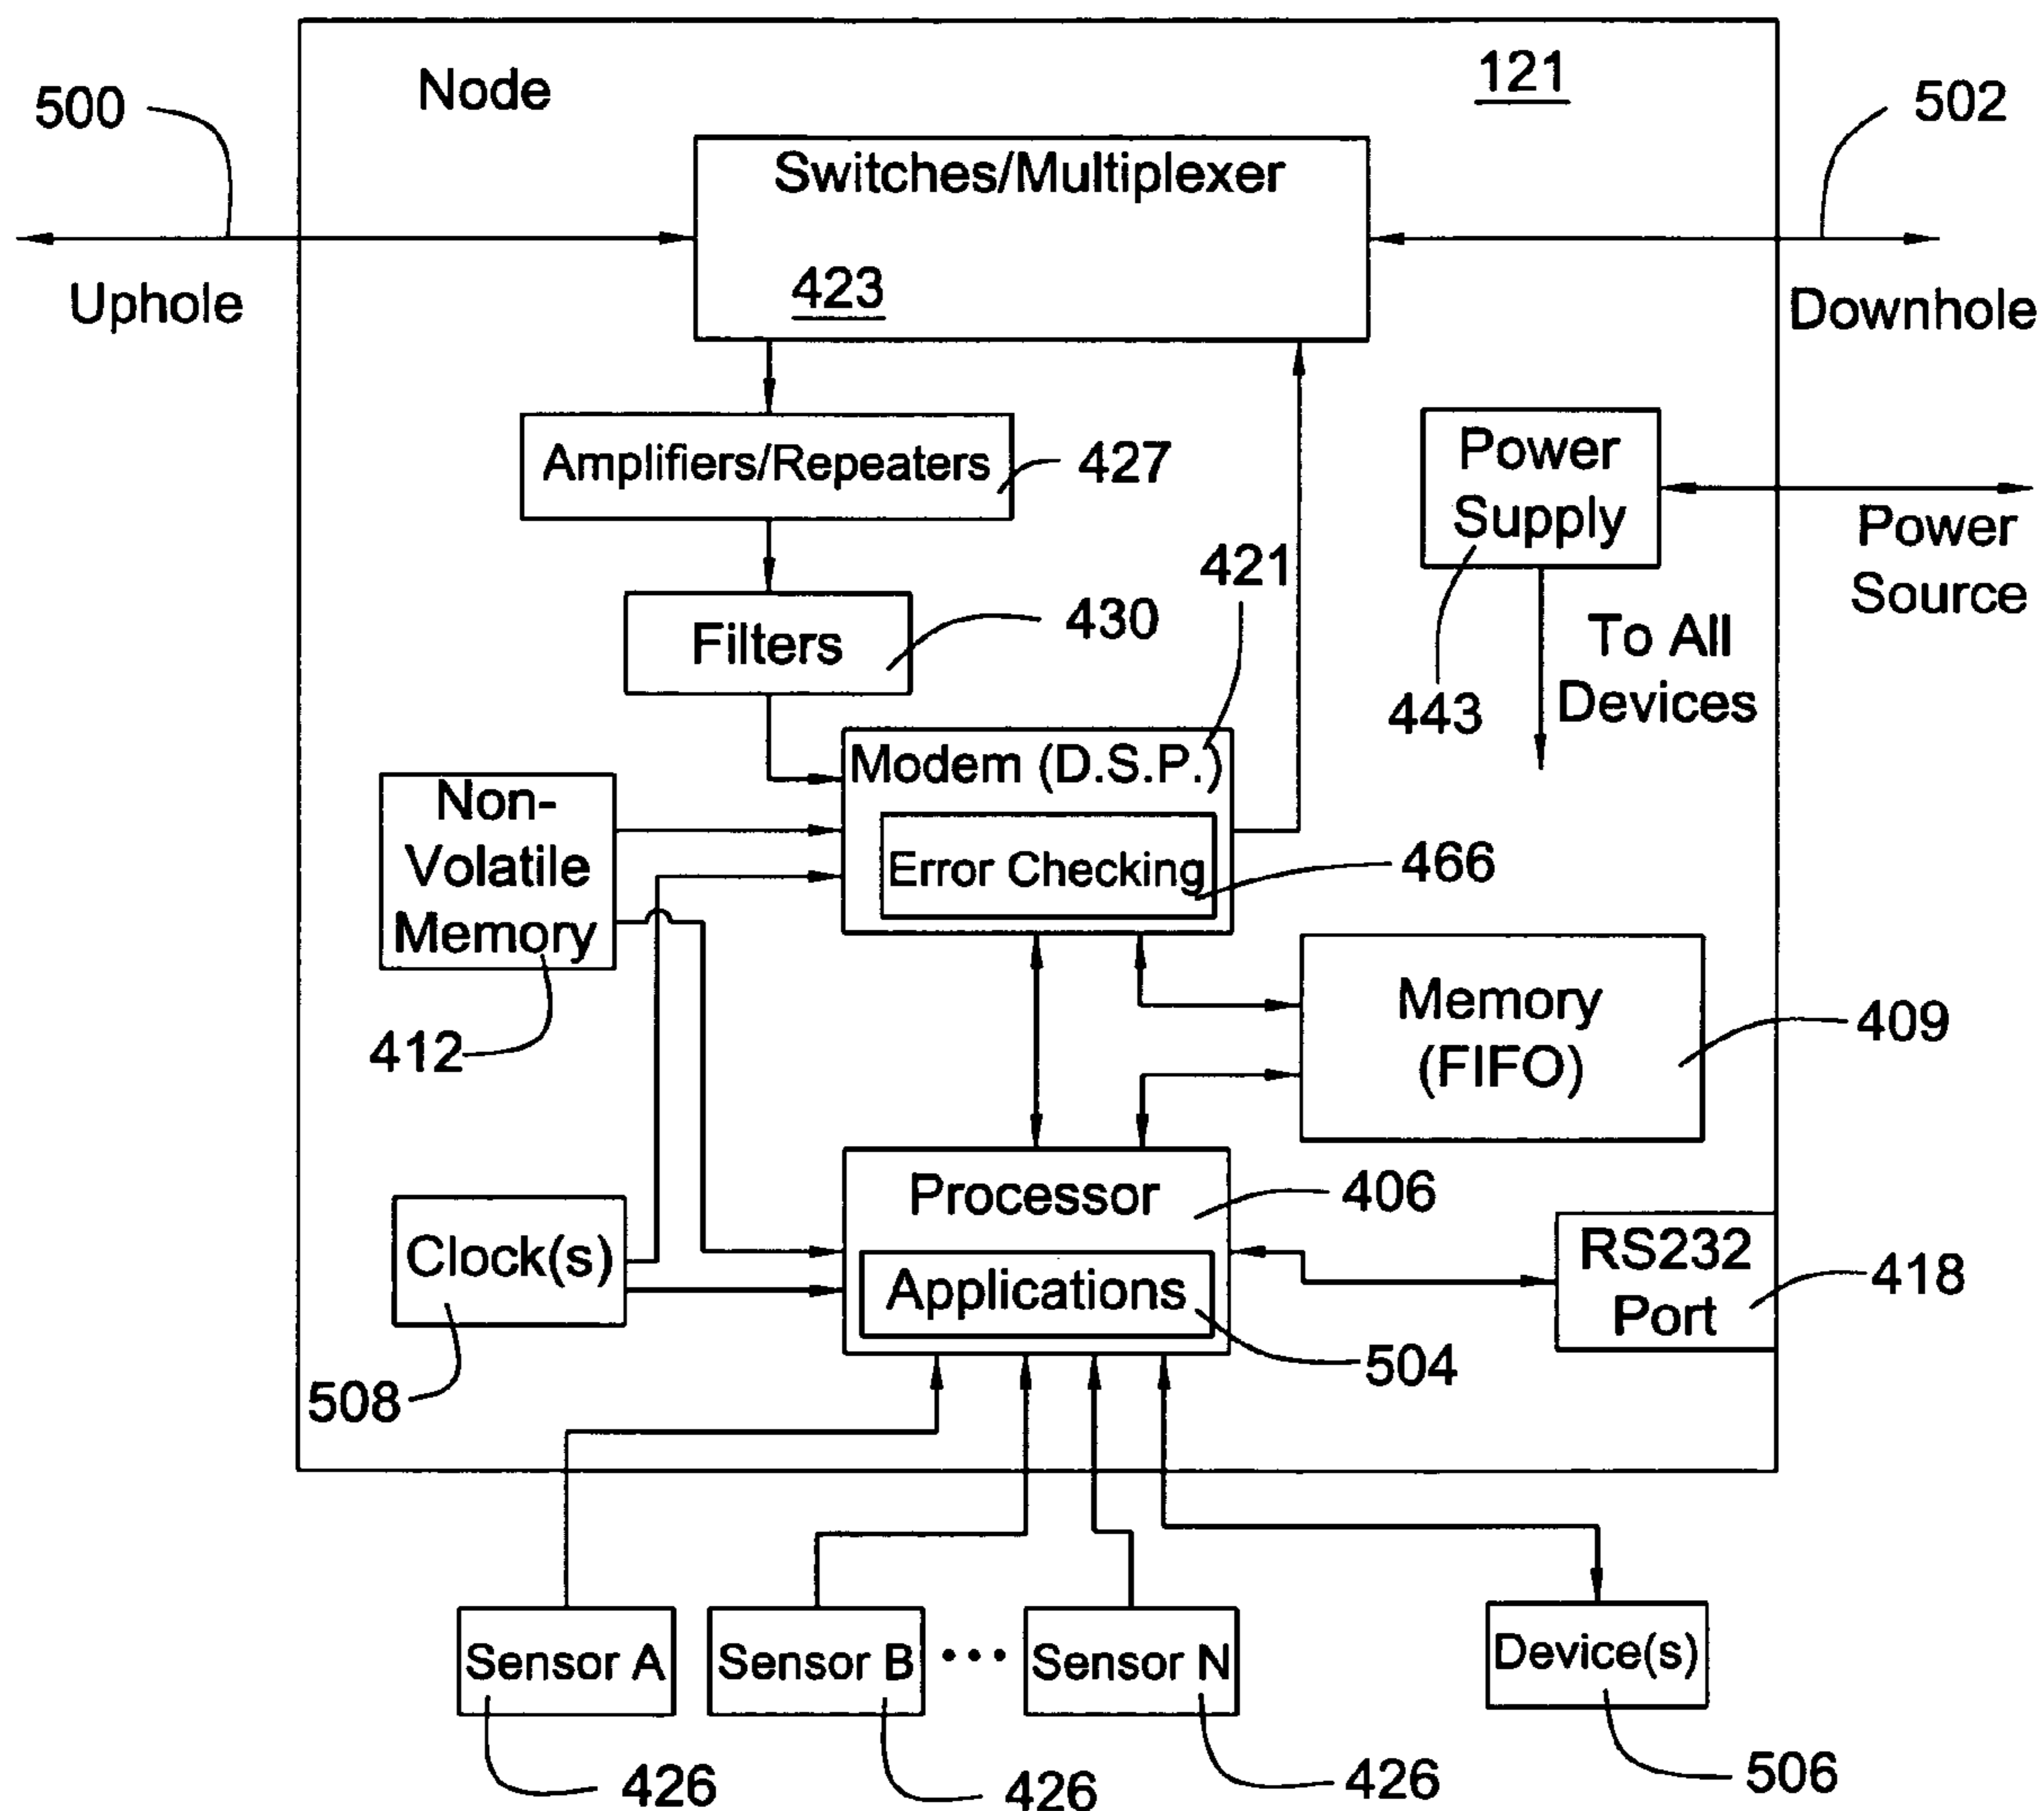 Node
121
500
502
Switches/Multiplexer
423
Uphole
Downhole
Amplifiers/Repeaters
427
Power
Supply
443
Power
Source
To All
Devices
Filters
430
421
Modem (D.S.P.)
Error Checking
466
Non-
Volatile
Memory
412
Memory
(FIFO)
409
Processor
406
Applications
504
Clock(s)
508
RS232
Port
418
Sensor A
426
Sensor B
426
•••
Sensor N
426
Device(s)
506